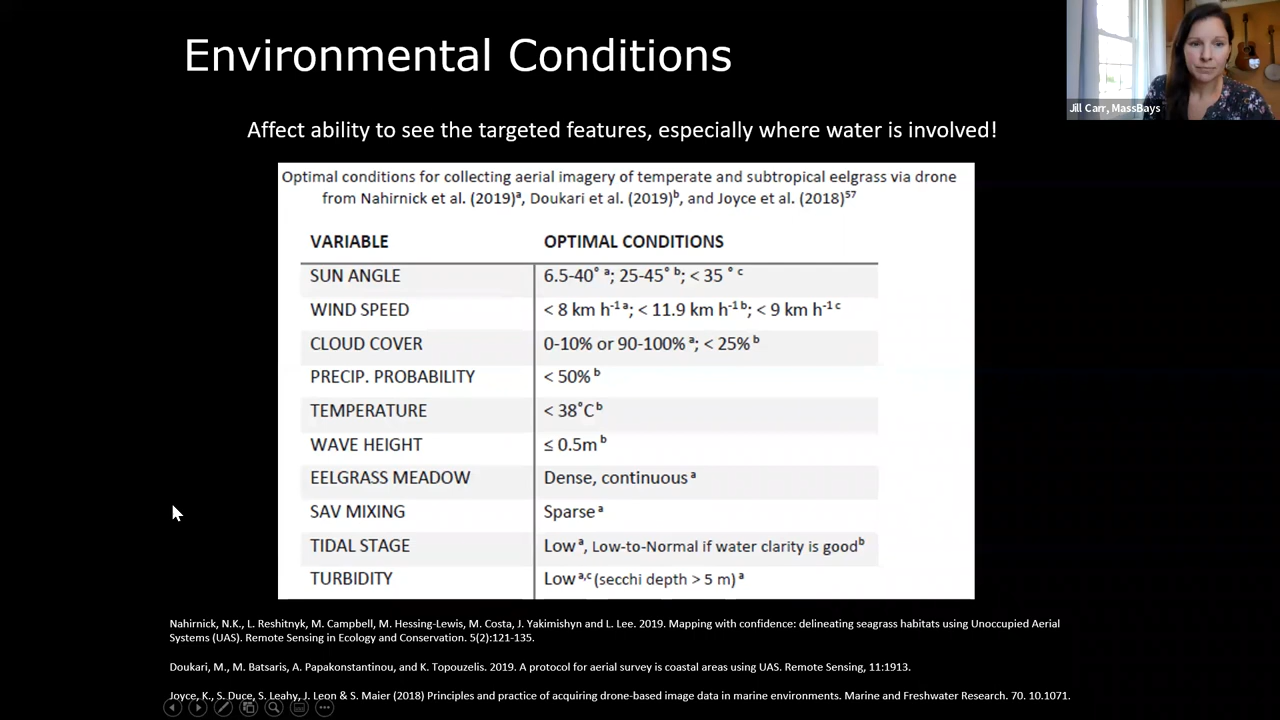 Environmental Conditions
Jill Carr, MassBays
Affect ability to see the targeted features, especially where water is involved!
Optimal conditions for collecting aerial imagery of temperate and subtropical eelgrass via drone
from Nahirnick et al. (2019)ᵃ, Doukari et al. (2019)ᵇ, and Joyce et al. (2018)⁵⁷
VARIABLE OPTIMAL CONDITIONS
SUN ANGLE 6.5-40˚ ᵃ; 25-45˚ ᵇ; < 35 ˚ ᶜ
WIND SPEED < 8 km h⁻¹ ᵃ; < 11.9 km h⁻¹ ᵇ; < 9 km h⁻¹ ᶜ
CLOUD COVER 0-10% or 90-100% ᵃ; < 25% ᵇ
PRECIP. PROBABILITY < 50% ᵇ
TEMPERATURE < 38˚C ᵇ
WAVE HEIGHT ≤ 0.5m ᵇ
EELGRASS MEADOW Dense, continuous ᵃ
SAV MIXING Sparse ᵃ
TIDAL STAGE Low ᵃ, Low-to-Normal if water clarity is good ᵇ
TURBIDITY Low ᵃ,ᶜ (secchi depth > 5 m) ᵃ
Nahirnick, N.K., L. Reshitnyk, M. Campbell, M. Hessing-Lewis, M. Costa, J. Yakimishyn and L. Lee. 2019. Mapping with confidence: delineating seagrass habitats using Unoccupied Aerial
Systems (UAS). Remote Sensing in Ecology and Conservation. 5(2):121-135.
Doukari, M., M. Batsaris, A. Papakonstantinou, and K. Topouzelis. 2019. A protocol for aerial survey is coastal areas using UAS. Remote Sensing, 11:1913.
Joyce, K., S. Duce, S. Leahy, J. Leon & S. Maier (2018) Principles and practice of acquiring drone-based image data in marine environments. Marine and Freshwater Research. 70. 10.1071.